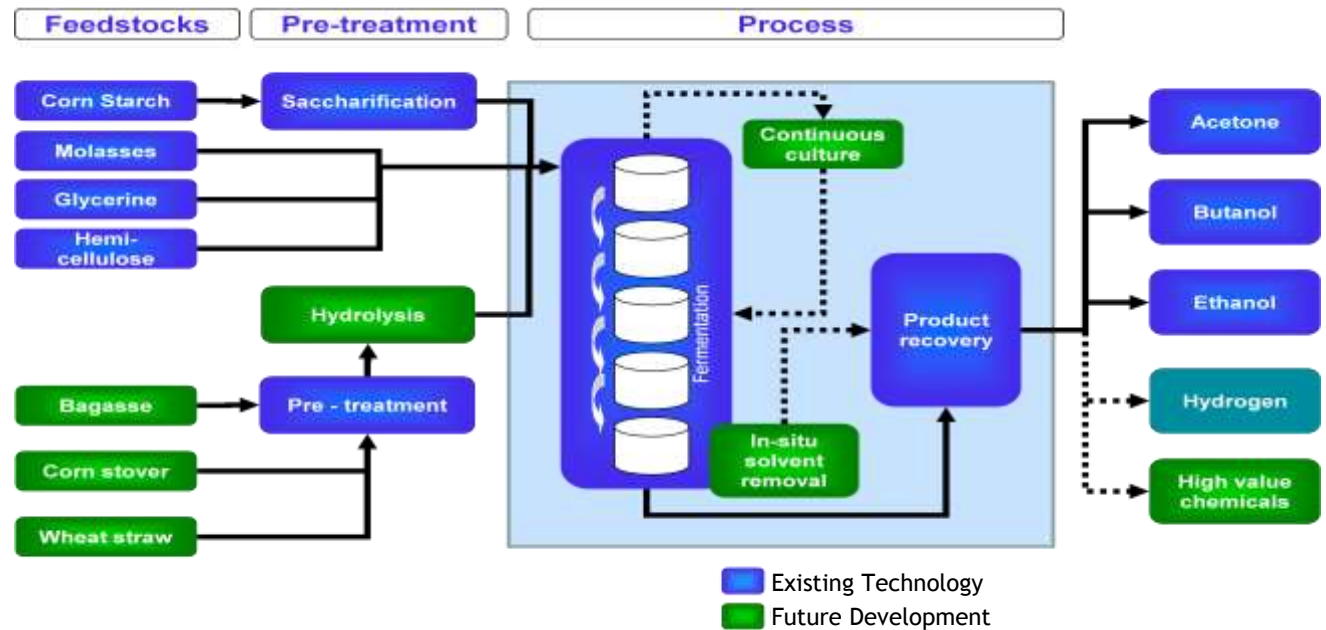 Feedstocks
Pre-treatment
Process
Corn Starch
Saccharification
Molasses
Glycerine
Hemi-
cellulose
Hydrolysis
Bagasse
Pre - treatment
Corn stover
Wheat straw
Fermentation
Continuous
culture
In-situ
solvent
removal
Product
recovery
Acetone
Butanol
Ethanol
Hydrogen
High value
chemicals
Existing Technology
Future Development